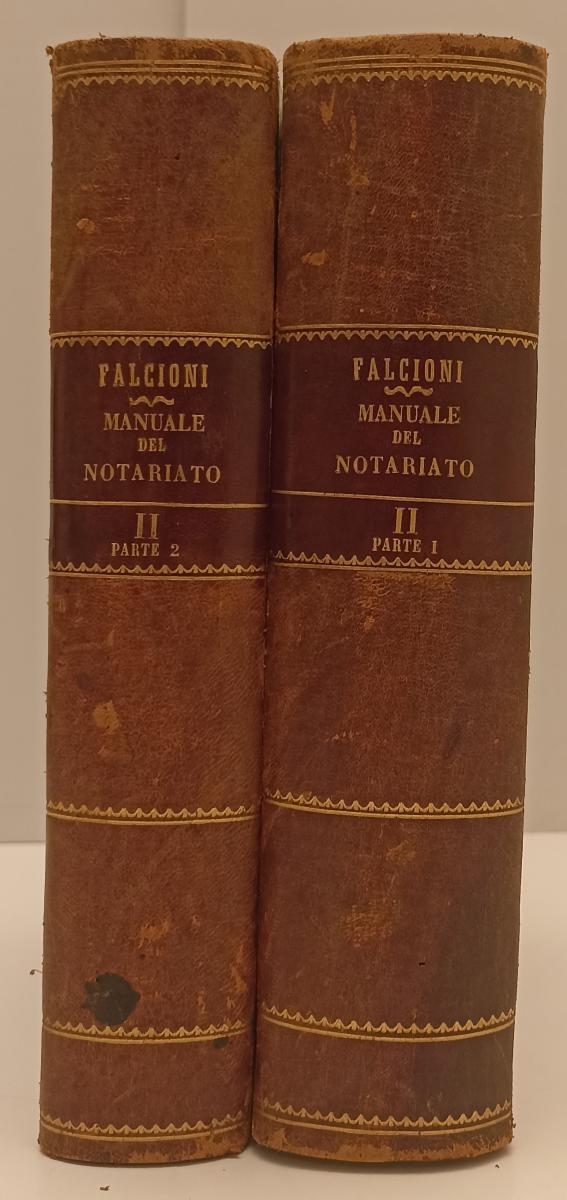 FALCIONI
MANUALE
DEL
NOTARIATO
II
PARTE 2
FALCIONI
MANUALE
DEL
NOTARIATO
II
PARTE I